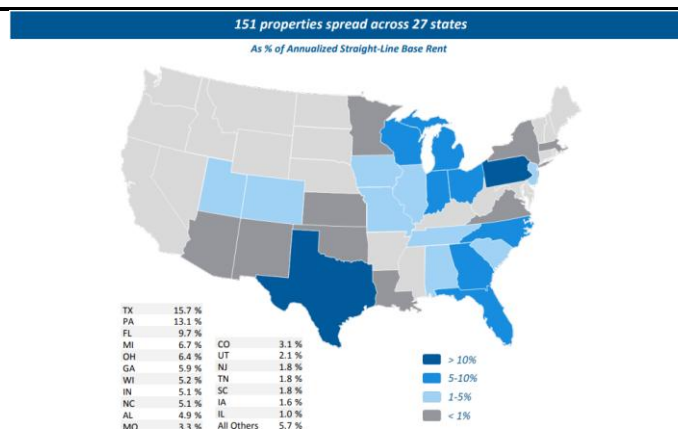 151 properties spread across 27 states
As % of Annualized Straight-Line Base Rent
TX 15.7 %
PA 13.1 %
FL 9.7 %
MI 6.7 %
OH 6.4 %
GA 5.9 %
WI 5.2 %
IN 5.1 %
NC 5.1 %
AL 4.9 %
MO 3.3 %
CO 3.1 %
UT 2.1 %
NJ 1.8 %
TN 1.8 %
SC 1.8 %
IA 1.6 %
IL 1.0 %
All Others 5.7 %
> 10%
5-10%
1-5%
< 1%